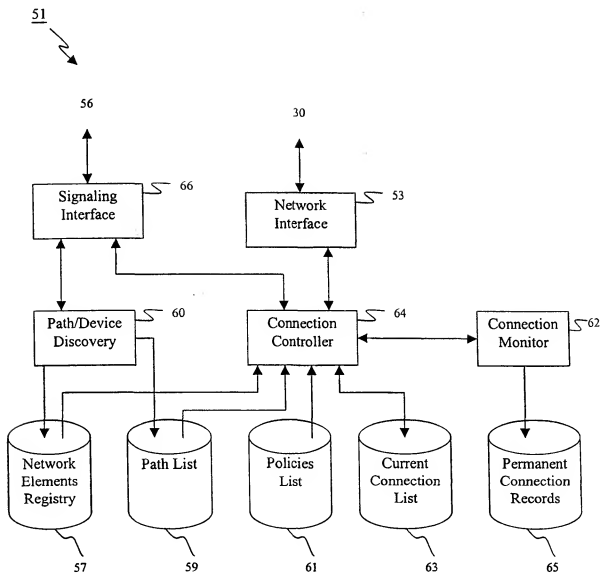 51
56
30
Signaling
Interface
66
Network
Interface
53
Path/Device
Discovery
60
Connection
Controller
64
Connection
Monitor
62
Network
Elements
Registry
Path List
Policies
List
Current
Connection
List
Permanent
Connection
Records
57
59
61
63
65